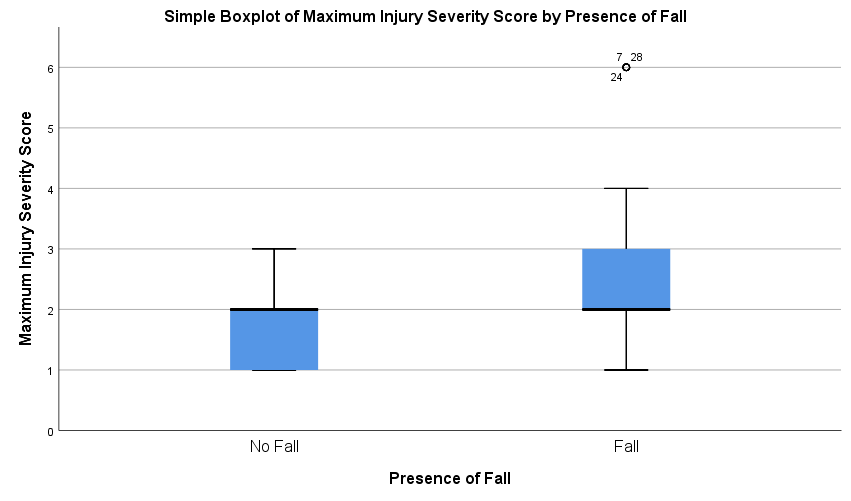 Simple Boxplot of Maximum Injury Severity Score by Presence of Fall
Maximum Injury Severity Score
6
5
4
3
2
1
0
7 28
24
No Fall Fall
Presence of Fall